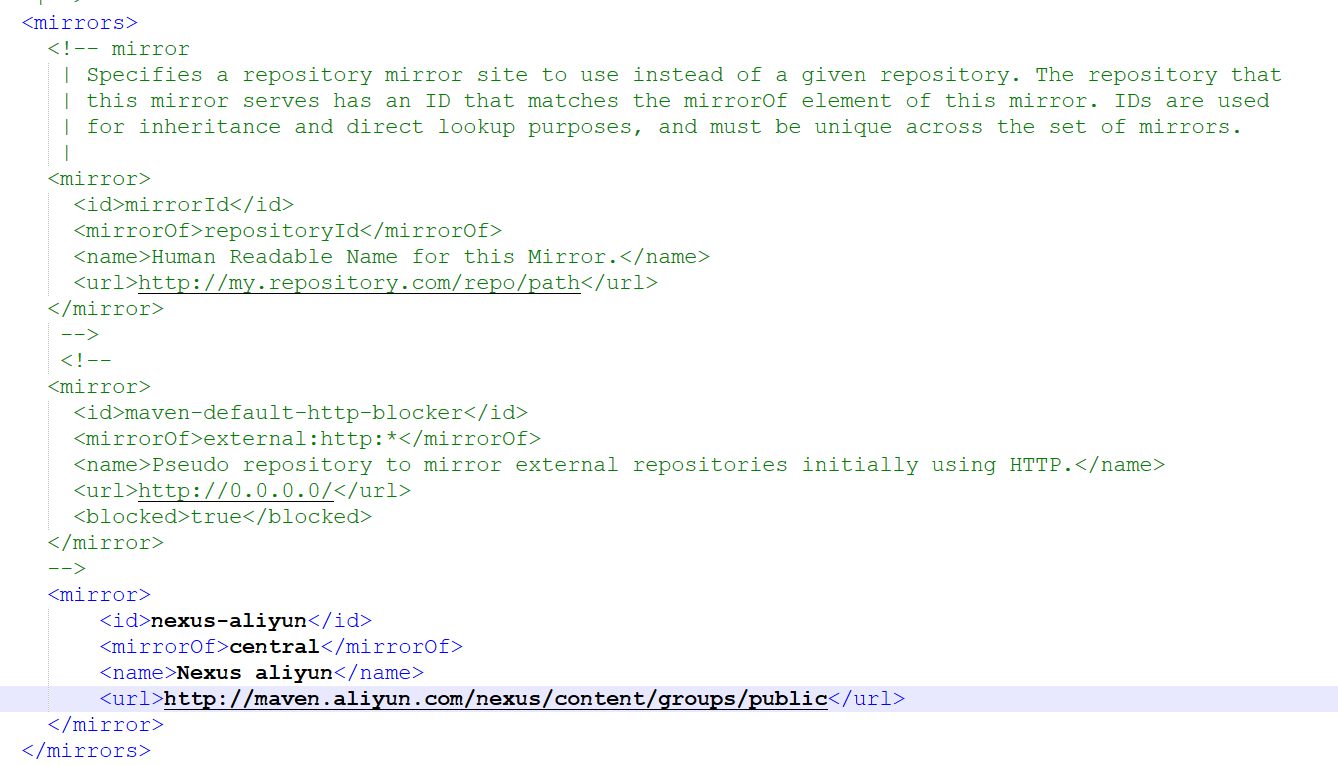 <mirrors>
<!-- mirror
| Specifies a repository mirror site to use instead of a given repository. The repository that
| this mirror serves has an ID that matches the mirrorOf element of this mirror. IDs are used
| for inheritance and direct lookup purposes, and must be unique across the set of mirrors.
|
<mirror>
<id>mirrorId</id>
<mirrorOf>repositoryId</mirrorOf>
<name>Human Readable Name for this Mirror.</name>
<url>http://my.repository.com/repo/path</url>
</mirror>
-->
<!--
<mirror>
<id>maven-default-http-blocker</id>
<mirrorOf>external:http:*</mirrorOf>
<name>Pseudo repository to mirror external repositories initially using HTTP.</name>
<url>http://0.0.0.0/</url>
<blocked>true</blocked>
</mirror>
-->
<mirror>
<id>nexus-aliyun</id>
<mirrorOf>central</mirrorOf>
<name>Nexus aliyun</name>
<url>http://maven.aliyun.com/nexus/content/groups/public</url>
</mirror>
</mirrors>